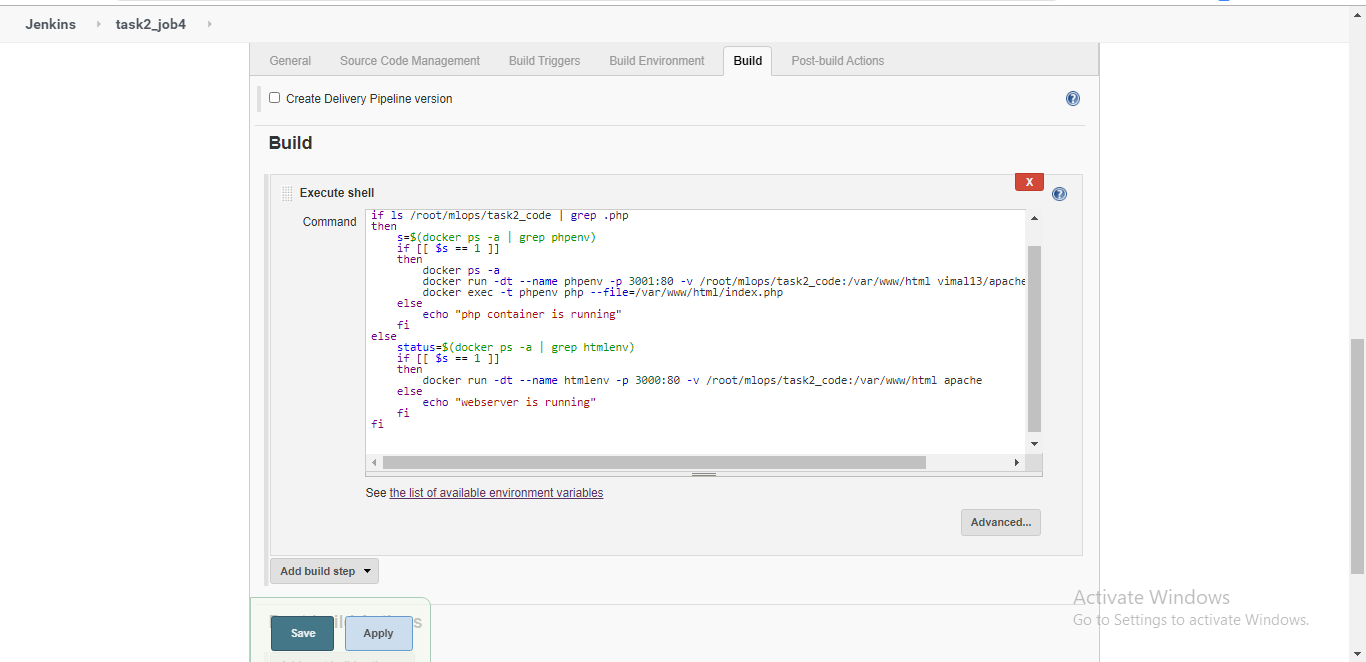 Jenkins task2_job4
General Source Code Management Build Triggers Build Environment Build Post-build Actions
Create Delivery Pipeline version
Build
X
Execute shell
Command
if ls /root/mlops/task2_code | grep .php
then
s=$(docker ps -a | grep phpenv)
if [[ $s == 1 ]]
then
docker ps -a
docker run -dt --name phpenv -p 3001:80 -v /root/mlops/task2_code:/var/www/html vimal13/apache
docker exec -t phpenv php --file=/var/www/html/index.php
else
echo "php container is running"
fi
else
status=$(docker ps -a | grep htmlenv)
if [[ $s == 1 ]]
then
docker run -dt --name htmlenv -p 3000:80 -v /root/mlops/task2_code:/var/www/html apache
else
echo "webserver is running"
fi
fi
See the list of available environment variables
Advanced...
Add build step
Save Apply
Activate Windows
Go to Settings to activate Windows.